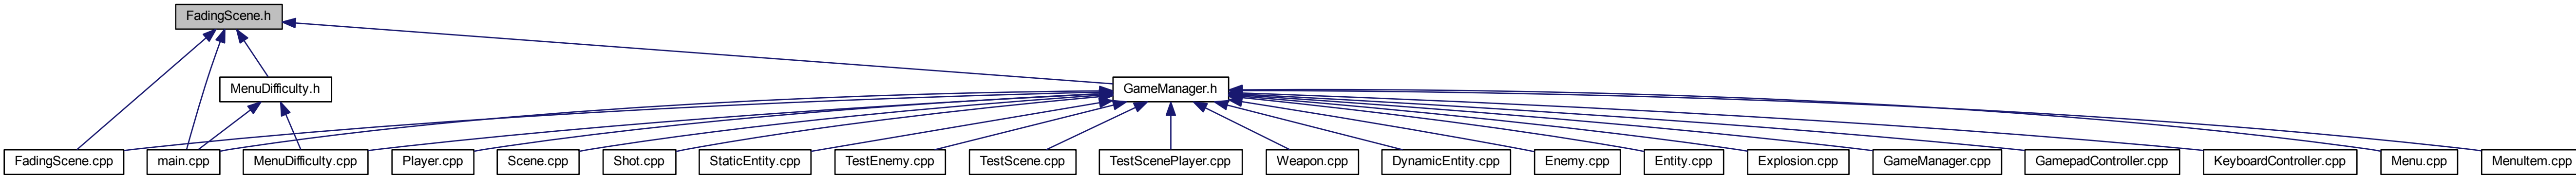 FadingScene.h
MenuDifficulty.h
GameManager.h
FadingScene.cpp
main.cpp
MenuDifficulty.cpp
Player.cpp
Scene.cpp
Shot.cpp
StaticEntity.cpp
TestEnemy.cpp
TestScene.cpp
TestScenePlayer.cpp
Weapon.cpp
DynamicEntity.cpp
Enemy.cpp
Entity.cpp
Explosion.cpp
GameManager.cpp
GamepadController.cpp
KeyboardController.cpp
Menu.cpp
MenuItem.cpp